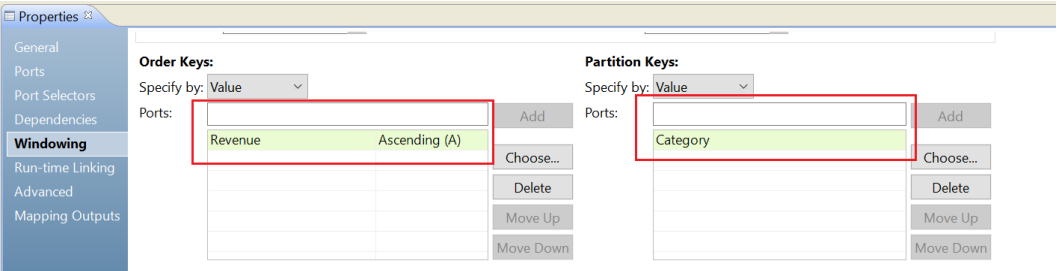 Properties
General
Ports
Port Selectors
Dependencies
Windowing
Run-time Linking
Advanced
Mapping Outputs
Order Keys:
Specify by: Value
Ports:
Add
Revenue Ascending (A)
Choose...
Delete
Move Up
Move Down
Partition Keys:
Specify by: Value
Ports:
Add
Category
Choose...
Delete
Move Up
Move Down